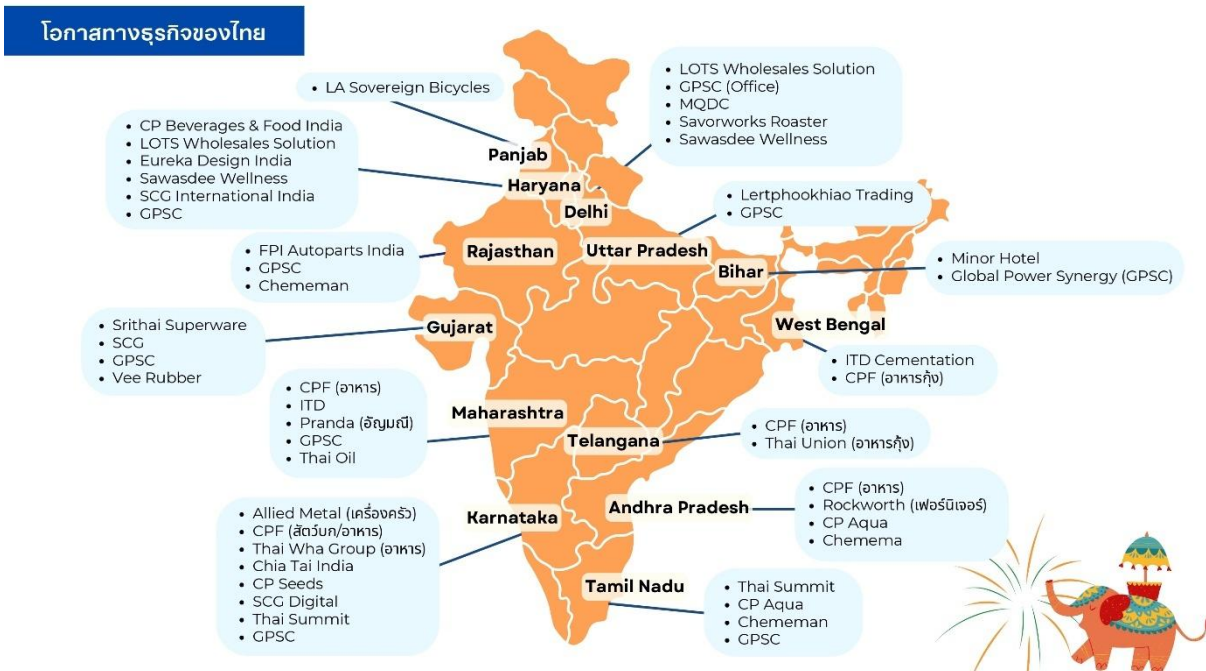 โอกาสทางธุรกิจของไทย
• LA Sovereign Bicycles
Panjab
• LOTS Wholesales Solution
• GPSC (Office)
• MQDC
• Savorworks Roaster
• Sawasdee Wellness
Delhi
• CP Beverages & Food India
• LOTS Wholesales Solution
• Eureka Design India
• Sawasdee Wellness
• SCG International India
• GPSC
Haryana
• Lertphookhiao Trading
• GPSC
Uttar Pradesh
• FPI Autoparts India
• GPSC
• Chememan
Rajasthan
Bihar
• Minor Hotel
• Global Power Synergy (GPSC)
• Srithai Superware
• SCG
• GPSC
• Vee Rubber
Gujarat
West Bengal
• ITD Cementation
• CPF (อาหารกุ้ง)
• CPF (อาหาร)
• ITD
• Pranda (อัญมณี)
• GPSC
• Thai Oil
Maharashtra
Telangana
• CPF (อาหาร)
• Thai Union (อาหารกุ้ง)
• Allied Metal (เครื่องครัว)
• CPF (สัตว์บก/อาหาร)
• Thai Wha Group (อาหาร)
• Chia Tai India
• CP Seeds
• SCG Digital
• Thai Summit
• GPSC
Karnataka
Andhra Pradesh
• CPF (อาหาร)
• Rockworth (เฟอร์นิเจอร์)
• CP Aqua
• Chemema
Tamil Nadu
• Thai Summit
• CP Aqua
• Chememan
• GPSC